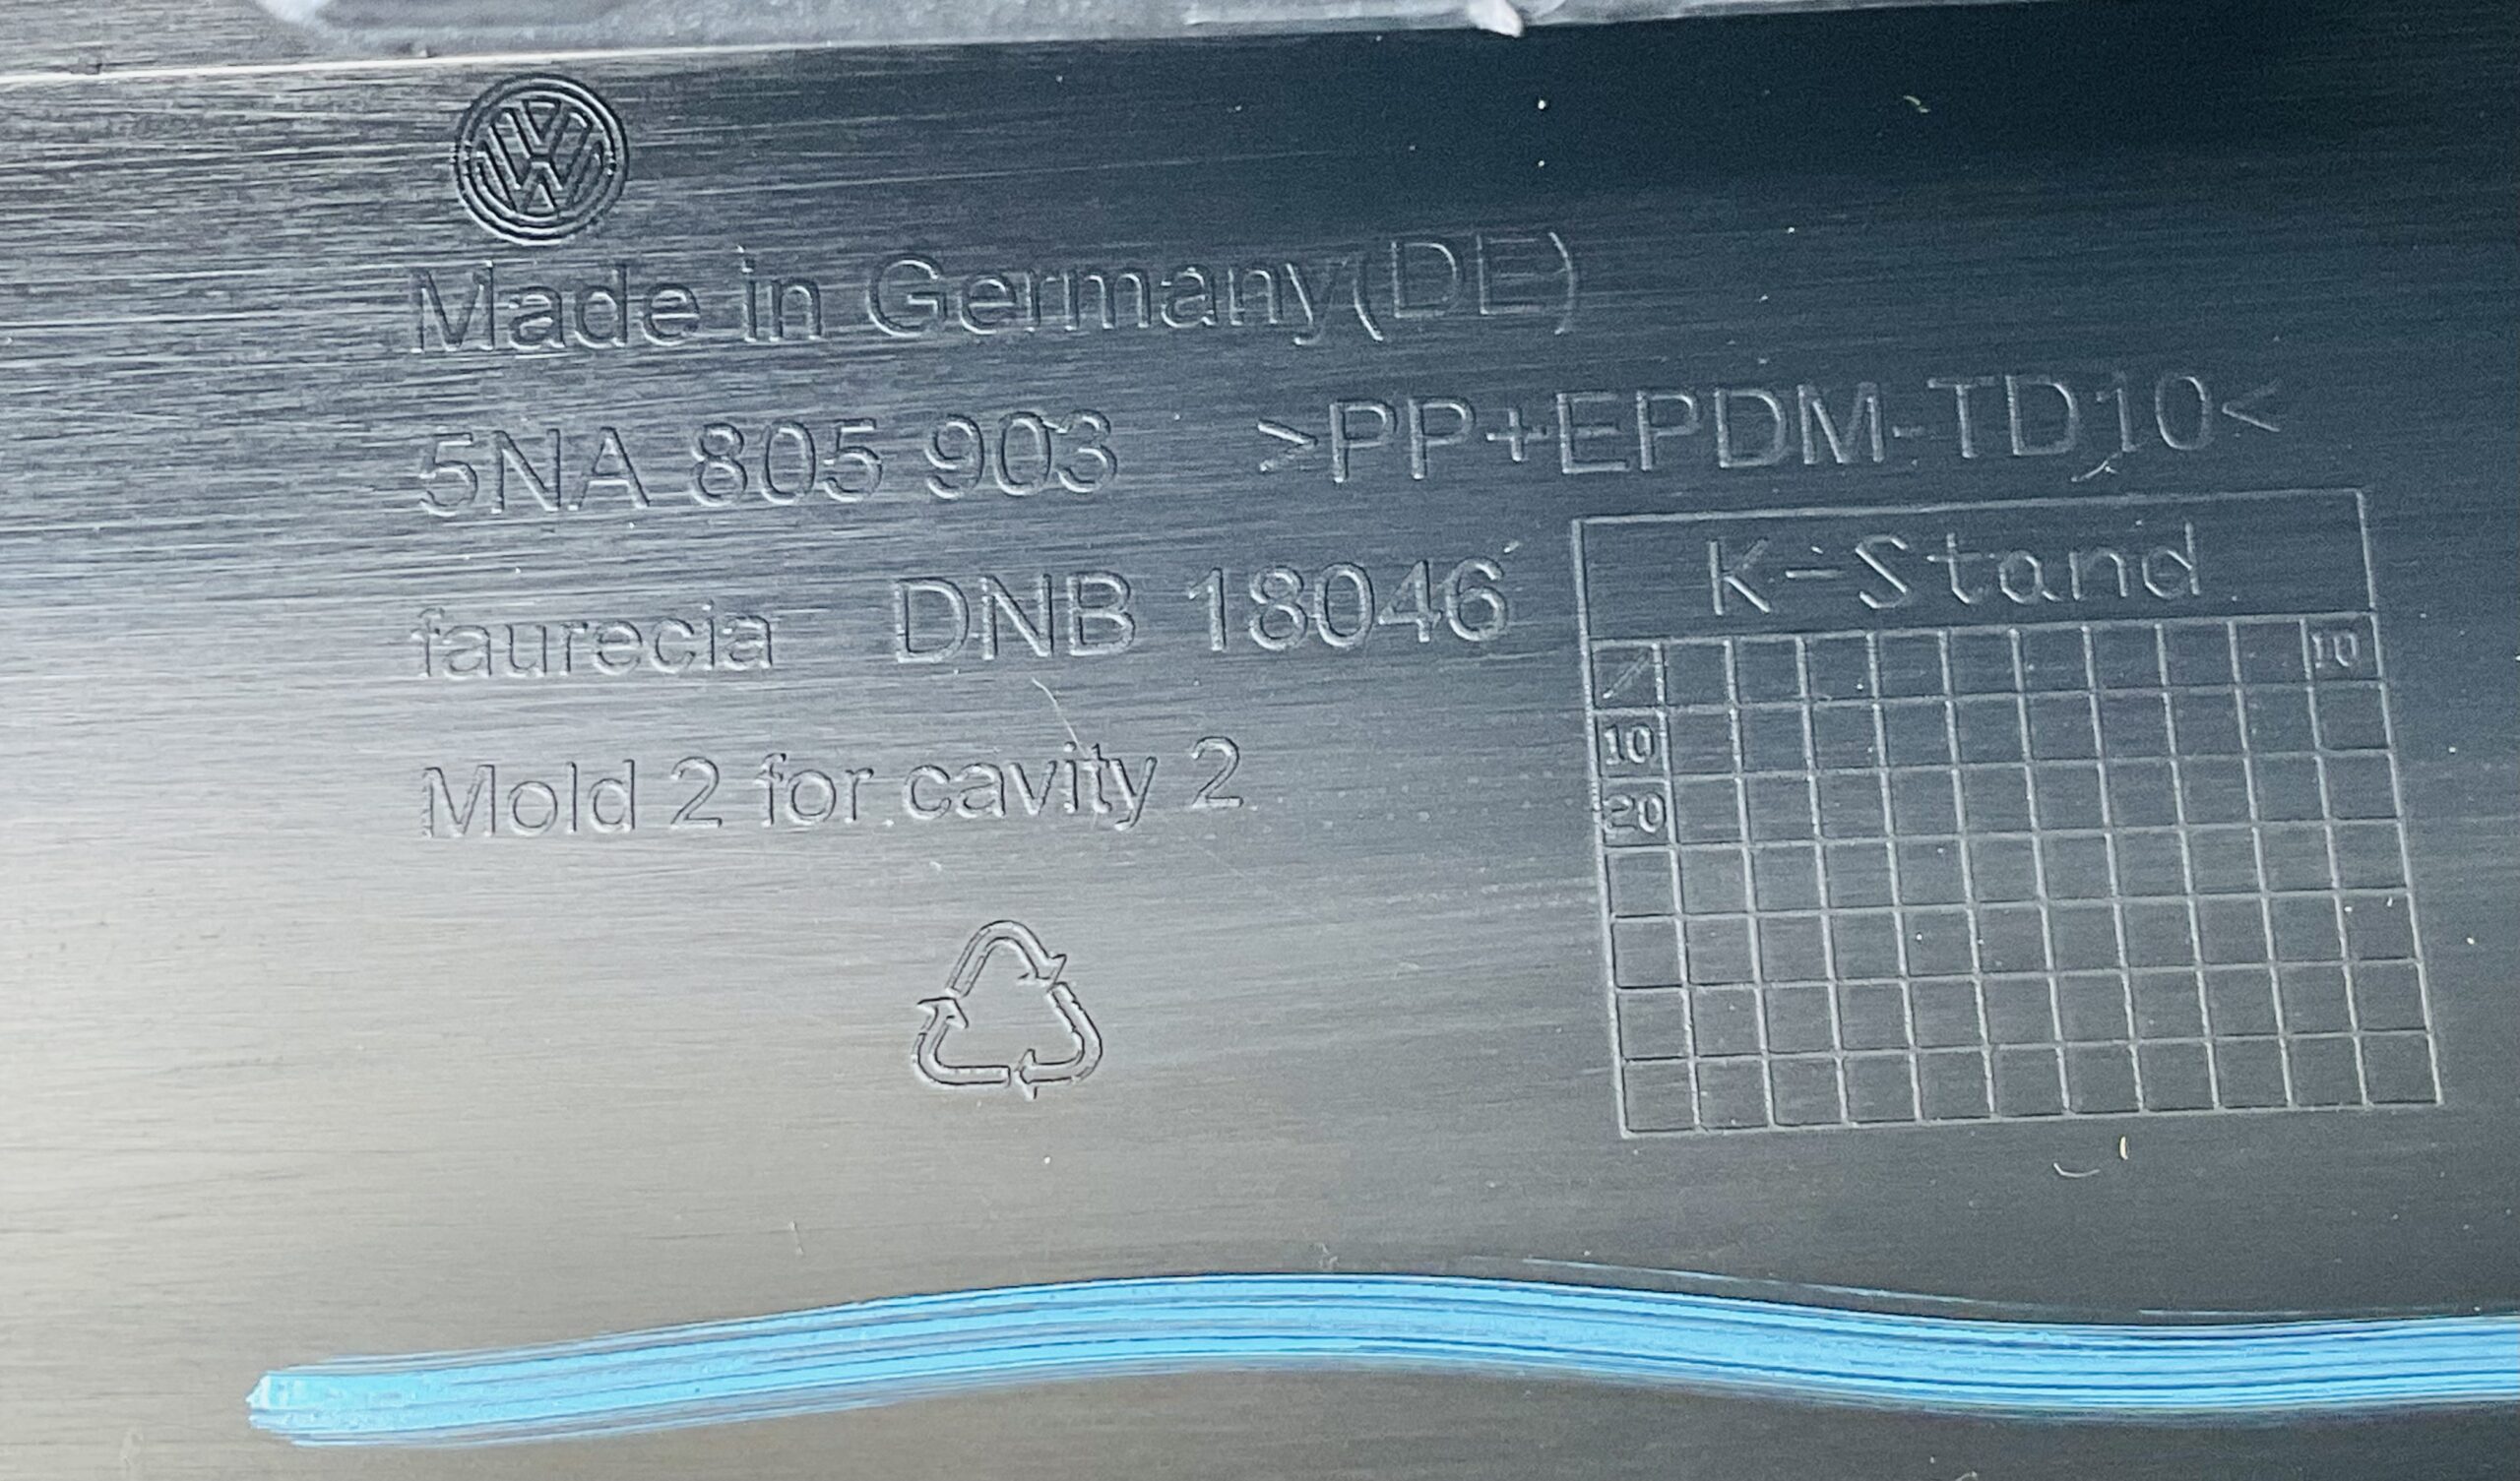 VW
Made in Germany(DE)
5NA 805 903 >PP+EPDM-TD10<
faurecia DNB 18046
K-Stand
10
10
20
Mold 2 for cavity 2